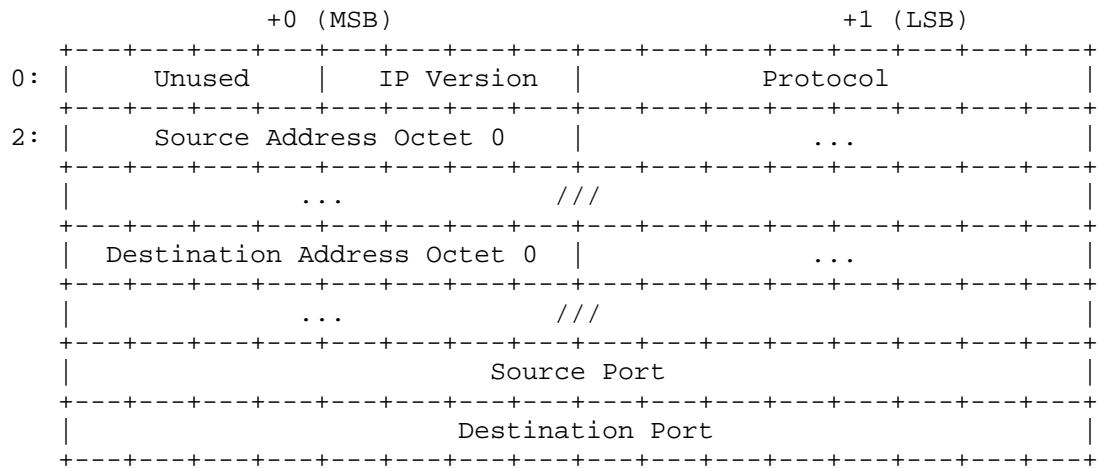 +0 (MSB) +1 (LSB)
+---+---+---+---+---+---+---+---+---+---+---+---+---+---+---+---+
0: | Unused | IP Version | Protocol |
+---+---+---+---+---+---+---+---+---+---+---+---+---+---+---+---+
2: | Source Address Octet 0 | ... |
+---+---+---+---+---+---+---+---+---+---+---+---+---+---+---+---+
| ... /// |
+---+---+---+---+---+---+---+---+---+---+---+---+---+---+---+---+
| Destination Address Octet 0 | ... |
+---+---+---+---+---+---+---+---+---+---+---+---+---+---+---+---+
| ... /// |
+---+---+---+---+---+---+---+---+---+---+---+---+---+---+---+---+
| Source Port |
+---+---+---+---+---+---+---+---+---+---+---+---+---+---+---+---+
| Destination Port |
+---+---+---+---+---+---+---+---+---+---+---+---+---+---+---+---+